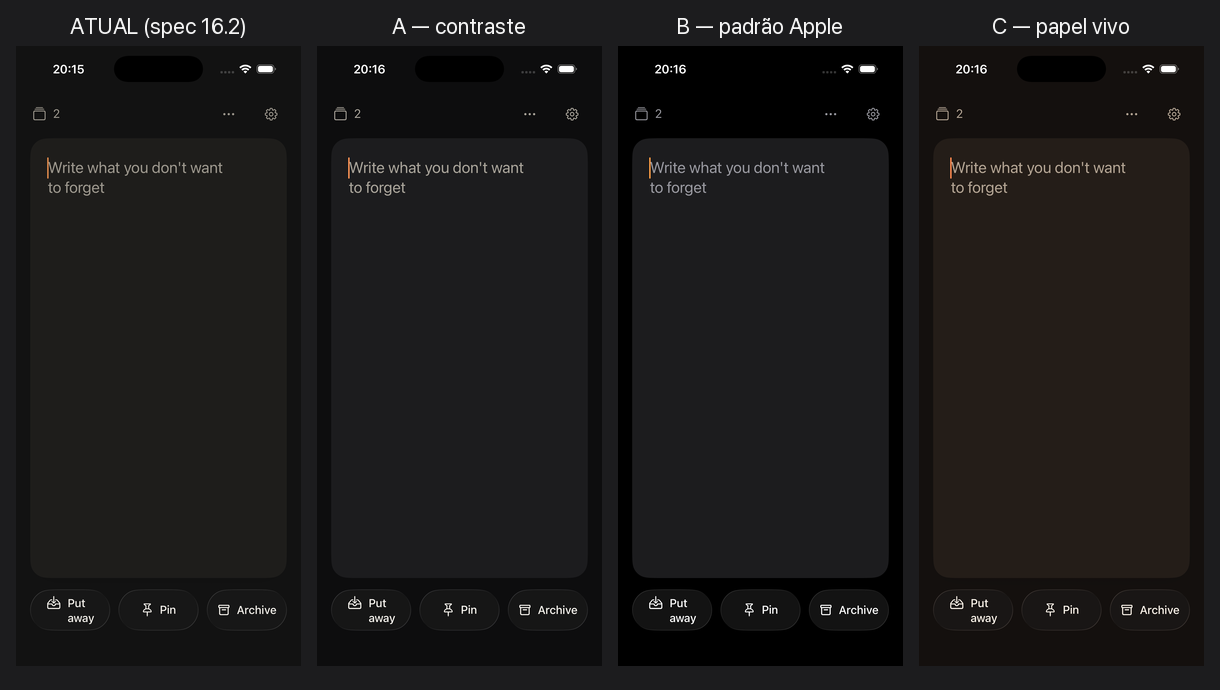 ATUAL (spec 16.2)
A — contraste
B — padrão Apple
C — papel vivo
20:15
20:16
20:16
20:16
2
2
2
2
Write what you don't want
to forget
Write what you don't want
to forget
Write what you don't want
to forget
Write what you don't want
to forget
Put
away
Pin
Archive
Put
away
Pin
Archive
Put
away
Pin
Archive
Put
away
Pin
Archive